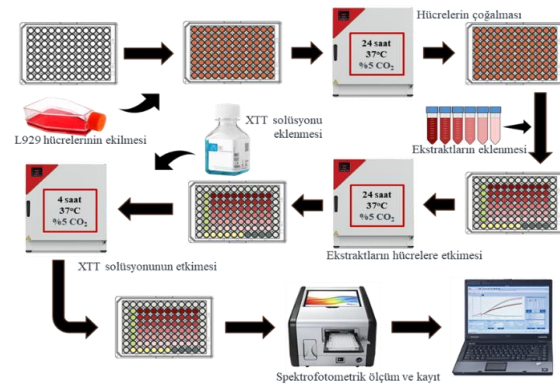 24 saat
37°C
%5 CO₂
Hücrelerin çoğalması
L929 hücrelerinin ekilmesi
XTT solüsyonu
eklenmesi
Ekstraktların eklenmesi
4 saat
37°C
%5 CO₂
24 saat
37°C
%5 CO₂
XTT solüsyonunun etkimesi
Ekstraktların hücrelere etkimesi
Spektrofotometrik ölçüm ve kayıt